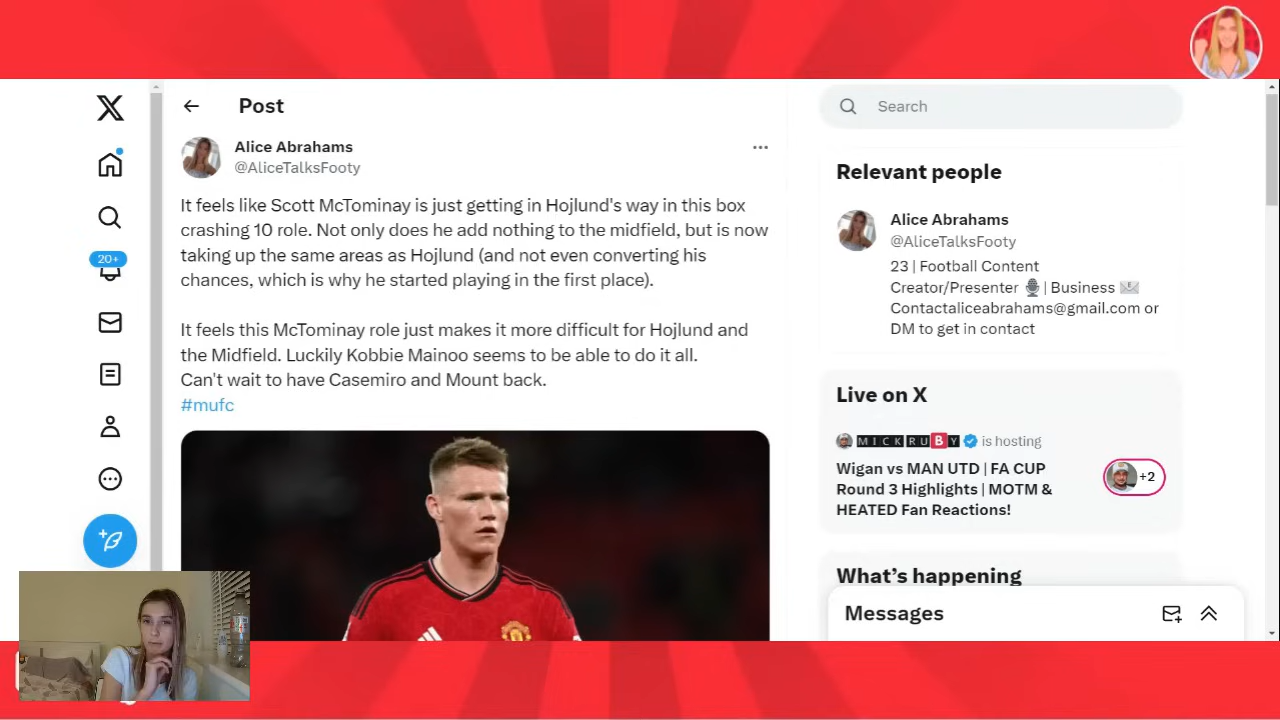 Post
Search
Alice Abrahams
@AliceTalksFooty
It feels like Scott McTominay is just getting in Hojlund's way in this box
crashing 10 role. Not only does he add nothing to the midfield, but is now
taking up the same areas as Hojlund (and not even converting his
chances, which is why he started playing in the first place).
It feels this McTominay role just makes it more difficult for Hojlund and
the Midfield. Luckily Kobbie Mainoo seems to be able to do it all.
Can't wait to have Casemiro and Mount back.
#mufc
20+
Relevant people
Alice Abrahams
@AliceTalksFooty
23 | Football Content
Creator/Presenter 🎙️ | Business 📧
Contactaliceabrahams@gmail.com or
DM to get in contact
Live on X
MICKRUBY is hosting
Wigan vs MAN UTD | FA CUP
Round 3 Highlights | MOTM &
HEATED Fan Reactions!
+2
What's happening
Messages